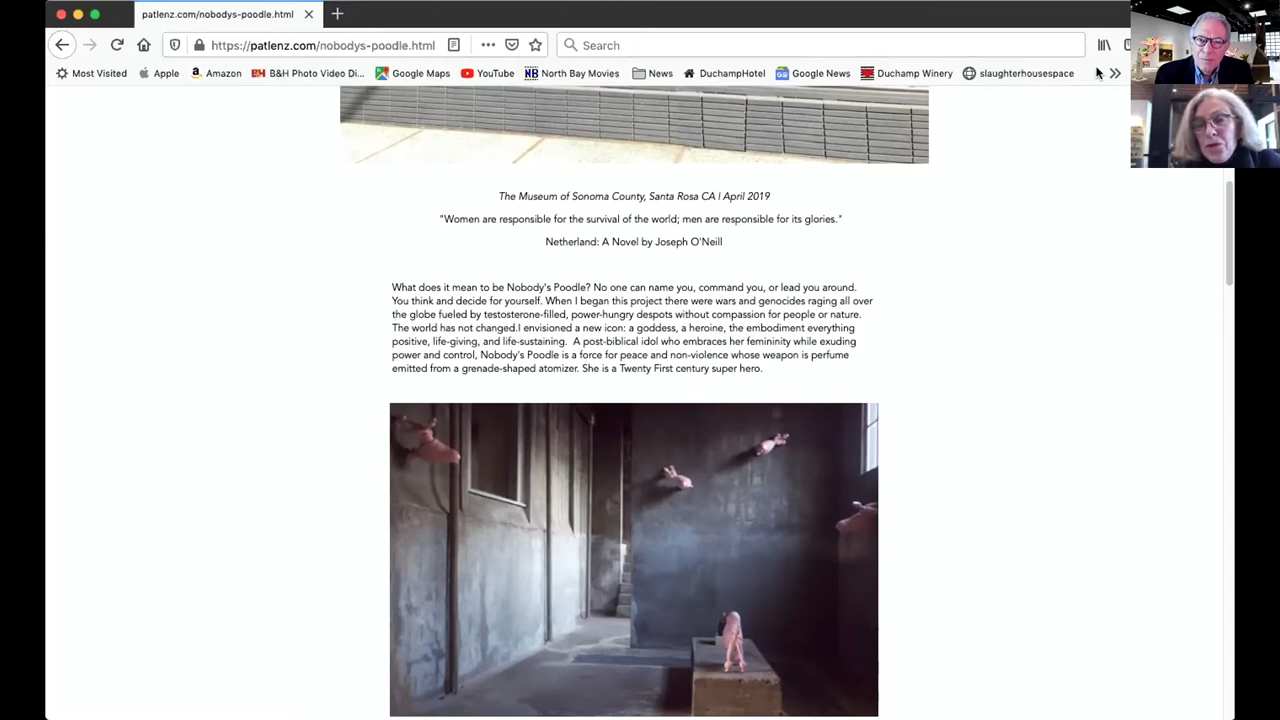 patlenz.com/nobodys-poodle.html
https://patlenz.com/nobodys-poodle.html
Search
Most Visited Apple Amazon B&H Photo Video Di... Google Maps YouTube North Bay Movies News DuchampHotel Google News Duchamp Winery slaughterhousespace
The Museum of Sonoma County, Santa Rosa CA | April 2019
"Women are responsible for the survival of the world; men are responsible for its glories."
Netherland: A Novel by Joseph O'Neill
What does it mean to be Nobody's Poodle? No one can name you, command you, or lead you around.
You think and decide for yourself. When I began this project there were wars and genocides raging all over
the globe fueled by testosterone-filled, power-hungry despots without compassion for people or nature.
The world has not changed.I envisioned a new icon: a goddess, a heroine, the embodiment everything
positive, life-giving, and life-sustaining. A post-biblical idol who embraces her femininity while exuding
power and control, Nobody's Poodle is a force for peace and non-violence whose weapon is perfume
emitted from a grenade-shaped atomizer. She is a Twenty First century super hero.